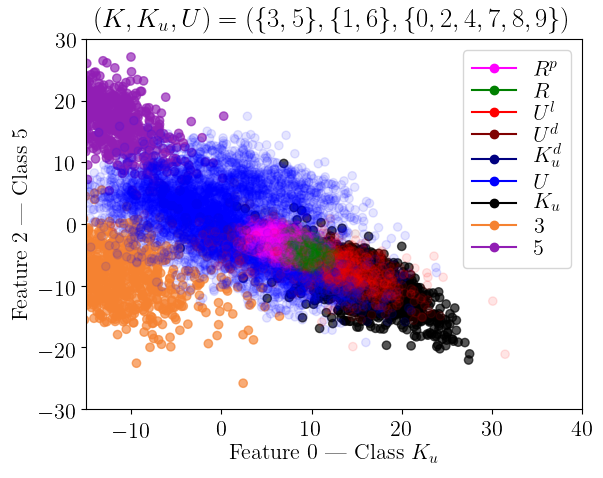 (K, K_u, U) = ({3, 5}, {1, 6}, {0, 2, 4, 7, 8, 9})
30
20
10
0
−10
−20
−30
Feature 2 — Class 5
R^p
R
U^l
U^d
K_u^d
U
K_u
3
5
−10
0
10
20
30
40
Feature 0 — Class K_u